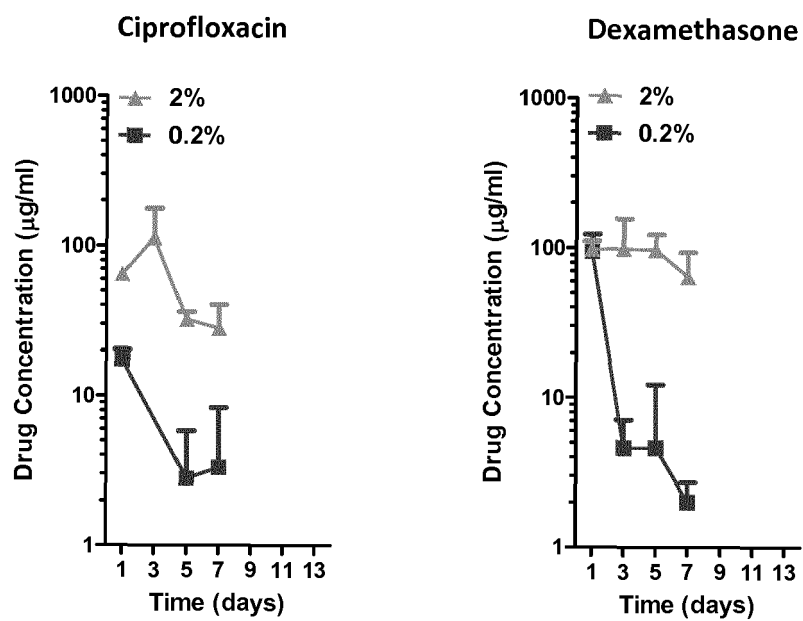 Ciprofloxacin
2%
0.2%
1000
100
10
1
Drug Concentration (µg/ml)
1 3 5 7 9 11 13
Time (days)
Dexamethasone
2%
0.2%
1000
100
10
1
Drug Concentration (µg/ml)
1 3 5 7 9 11 13
Time (days)